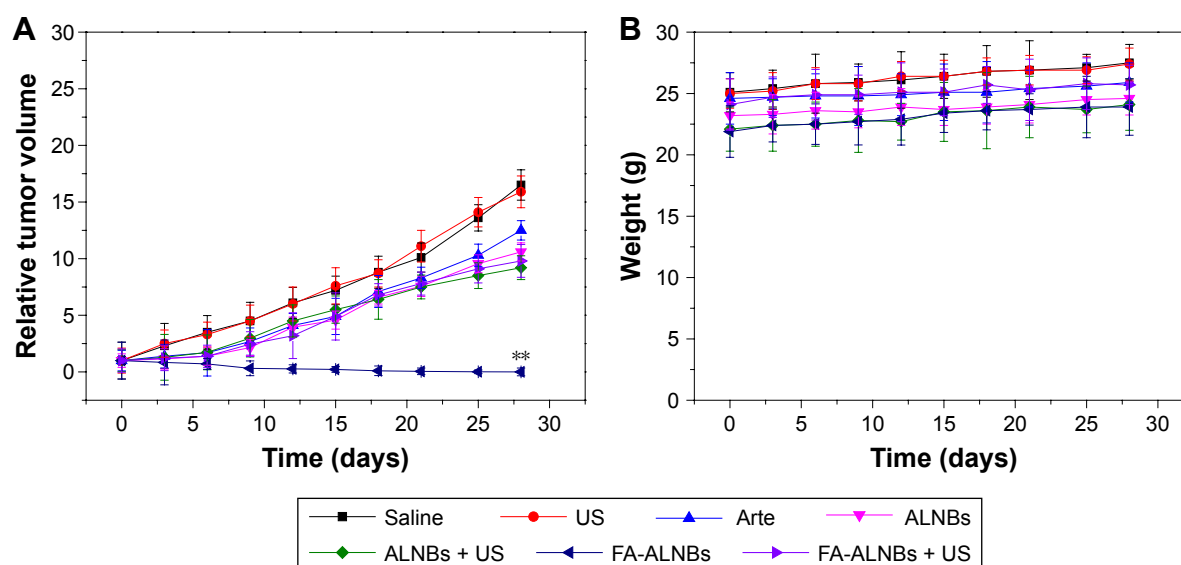 A
30
25
20
15
10
5
0
Relative tumor volume
**
0 5 10 15 20 25 30
Time (days)
B
30
25
20
15
10
5
0
Weight (g)
0 5 10 15 20 25 30
Time (days)
Saline US Arte ALNBs
ALNBs + US FA-ALNBs FA-ALNBs + US